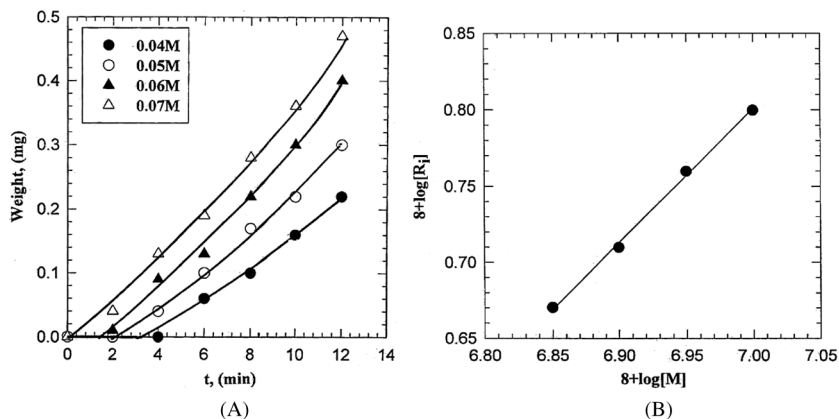 0.5
0.4
0.3
0.2
0.1
0.0
Weight, (mg)
0.04M
0.05M
0.06M
0.07M
0 2 4 6 8 10 12 14
t, (min)
(A)
0.85
0.80
0.75
0.70
0.65
8+log[Ri]
6.80 6.85 6.90 6.95 7.00 7.05
8+log[M]
(B)